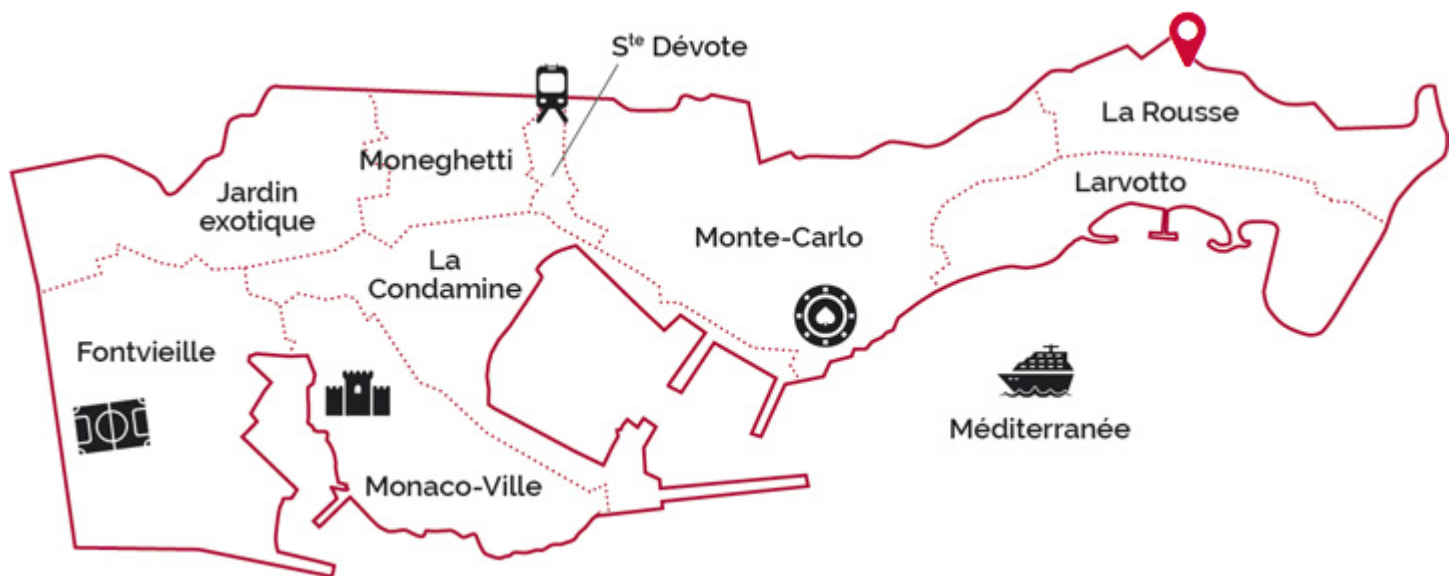 Sᵗᵉ Dévote
La Rousse
Moneghetti
Larvotto
Jardin
exotique
Monte-Carlo
La
Condamine
Fontvieille
Méditerranée
Monaco-Ville